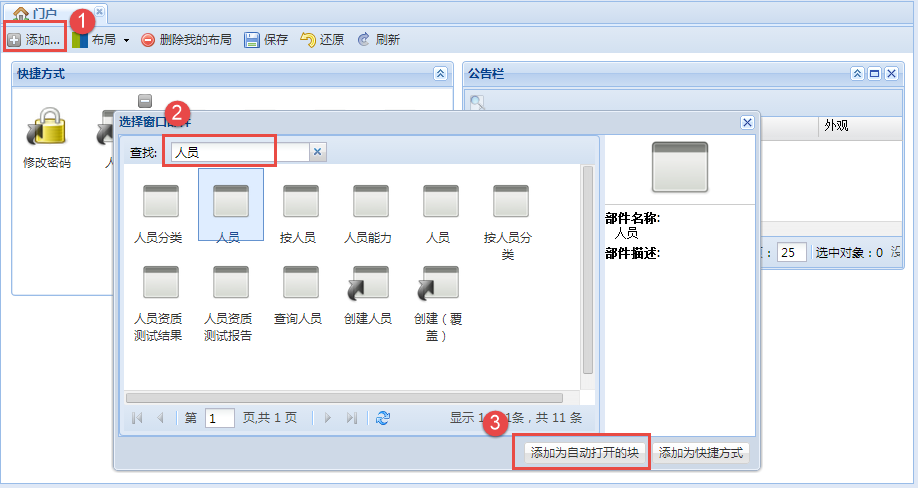 门户
1
添加...
布局
删除我的布局
保存
还原
刷新
快捷方式
公告栏
修改密码
外观
25
选中对象：0
2
选择窗口
查找:
人员
人员分类
人员
按人员
人员能力
人员
按人员分
类
人员资质
测试结果
人员资质
测试报告
查询人员
创建人员
创建（覆
盖）
部件名称:
人员
部件描述:
第 1 页,共 1 页
显示 1 条，共 11 条
3
添加为自动打开的块
添加为快捷方式